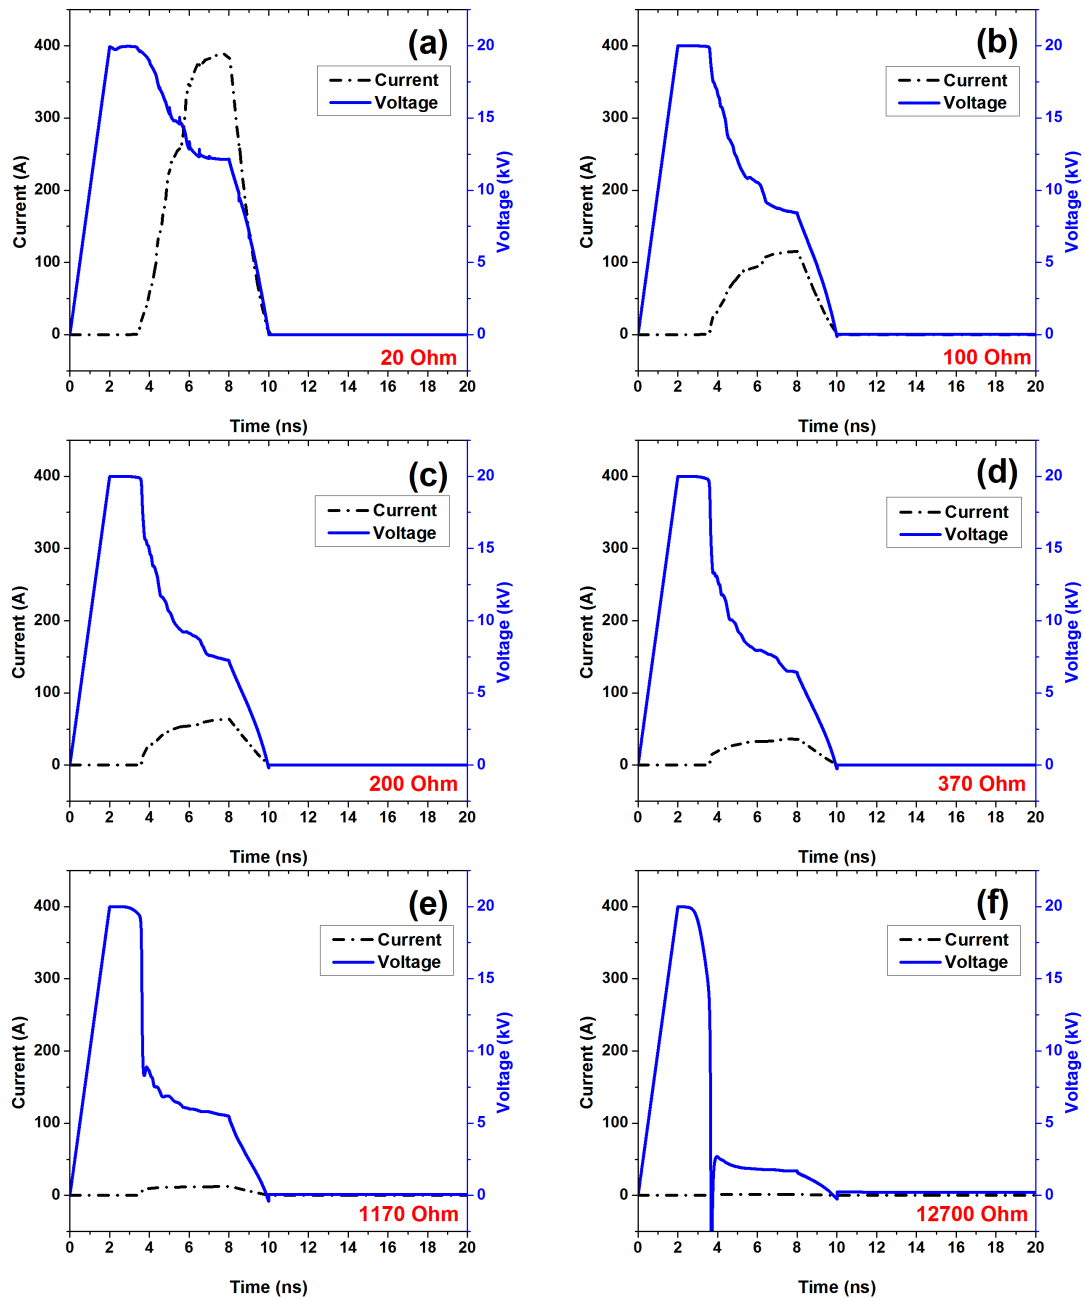 (a)
Current
Voltage
Current (A)
Voltage (kV)
400
300
200
100
0
20
15
10
5
0
20 Ohm
0 2 4 6 8 10 12 14 16 18 20
Time (ns)
(b)
Current
Voltage
Current (A)
Voltage (kV)
400
300
200
100
0
20
15
10
5
0
100 Ohm
0 2 4 6 8 10 12 14 16 18 20
Time (ns)
(c)
Current
Voltage
Current (A)
Voltage (kV)
400
300
200
100
0
20
15
10
5
0
200 Ohm
0 2 4 6 8 10 12 14 16 18 20
Time (ns)
(d)
Current
Voltage
Current (A)
Voltage (kV)
400
300
200
100
0
20
15
10
5
0
370 Ohm
0 2 4 6 8 10 12 14 16 18 20
Time (ns)
(e)
Current
Voltage
Current (A)
Voltage (kV)
400
300
200
100
0
20
15
10
5
0
1170 Ohm
0 2 4 6 8 10 12 14 16 18 20
Time (ns)
(f)
Current
Voltage
Current (A)
Voltage (kV)
400
300
200
100
0
20
15
10
5
0
12700 Ohm
0 2 4 6 8 10 12 14 16 18 20
Time (ns)